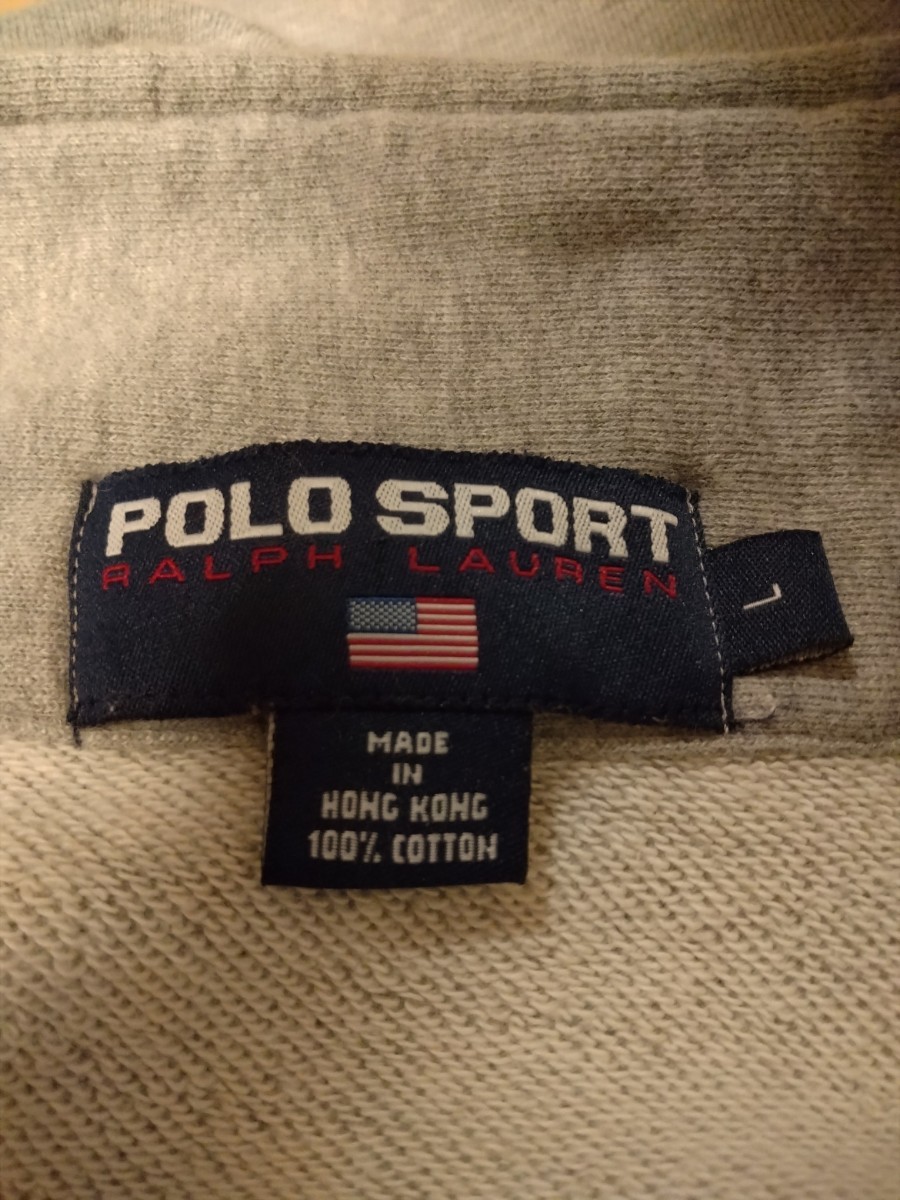 POLO SPORT
RALPH LAUREN
L
MADE
IN
HONG KONG
100% COTTON